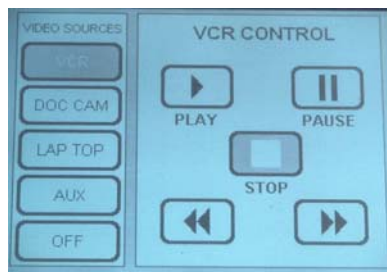 VIDEO SOURCES
VCR
DOC CAM
LAP TOP
AUX
OFF
VCR CONTROL
PLAY
PAUSE
STOP